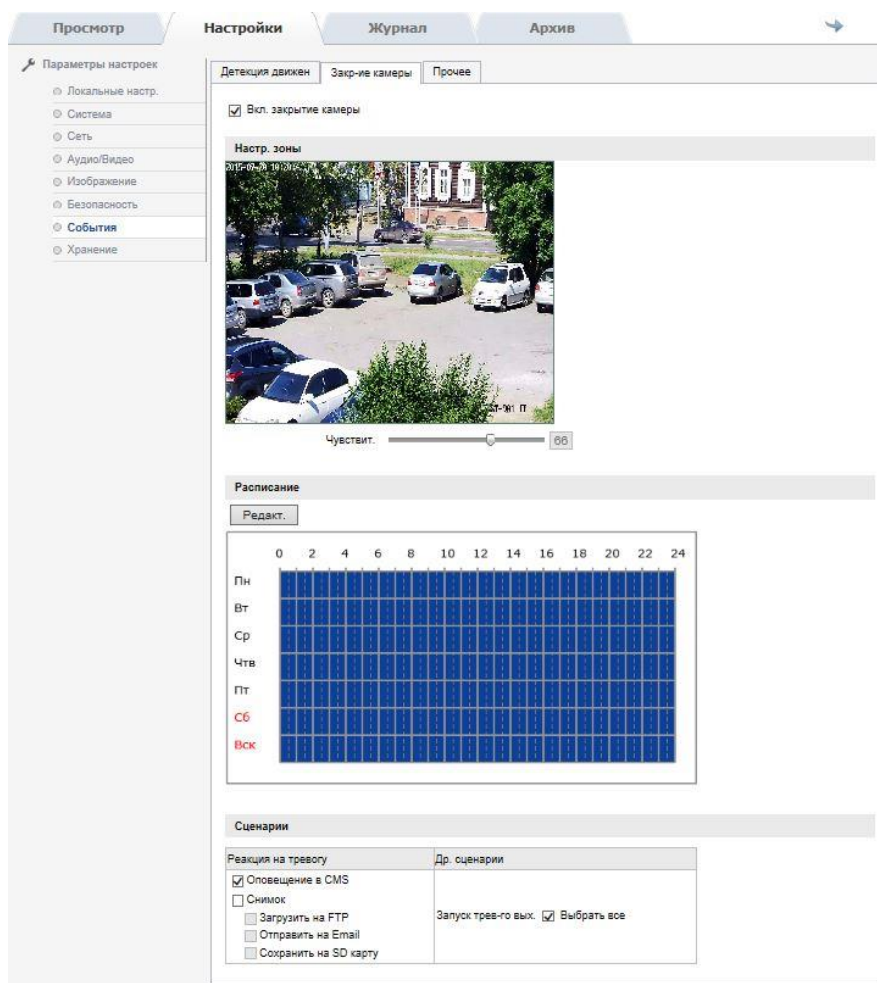 Просмотр Настройки Журнал Архив
Параметры настроек
Локальные настр.
Система
Сеть
Аудио/Видео
Изображение
Безопасность
События
Хранение
Детекция движен Закр-ие камеры Прочее
Вкл. закрытие камеры
Настр. зоны
Чувствит. 66
Расписание
Редакт.
0 2 4 6 8 10 12 14 16 18 20 22 24
Пн
Вт
Ср
Чтв
Пт
Сб
Вск
Сценарии
Реакция на тревогу Др. сценарии
Оповещение в CMS
Снимок
Загрузить на FTP
Отправить на Email
Сохранить на SD карту
Запуск трев-го вых. Выбрать все